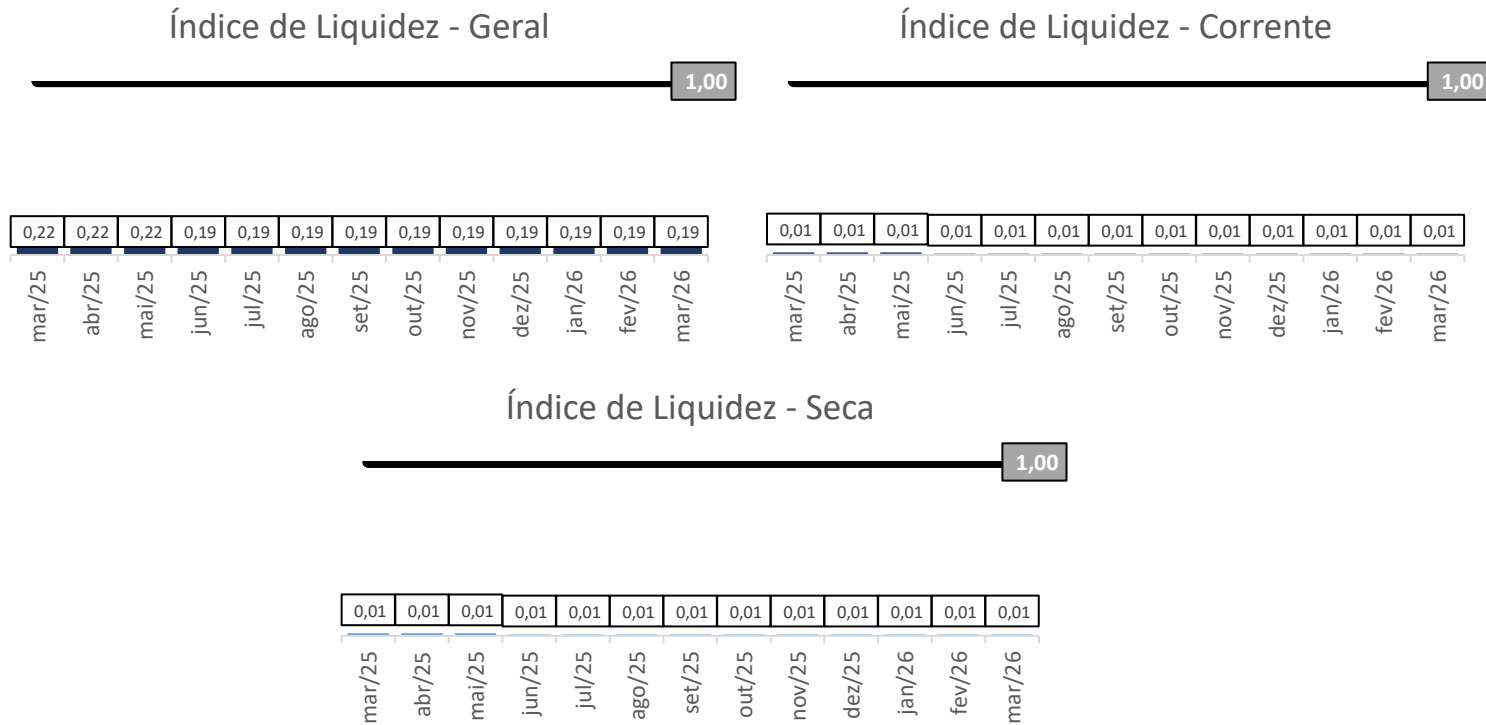 Índice de Liquidez - Geral
1,00
0,22 0,22 0,22 0,19 0,19 0,19 0,19 0,19 0,19 0,19 0,19 0,19 0,19
mar/25 abr/25 mai/25 jun/25 jul/25 ago/25 set/25 out/25 nov/25 dez/25 jan/26 fev/26 mar/26
Índice de Liquidez - Corrente
1,00
0,01 0,01 0,01 0,01 0,01 0,01 0,01 0,01 0,01 0,01 0,01 0,01 0,01
mar/25 abr/25 mai/25 jun/25 jul/25 ago/25 set/25 out/25 nov/25 dez/25 jan/26 fev/26 mar/26
Índice de Liquidez - Seca
1,00
0,01 0,01 0,01 0,01 0,01 0,01 0,01 0,01 0,01 0,01 0,01 0,01 0,01
mar/25 abr/25 mai/25 jun/25 jul/25 ago/25 set/25 out/25 nov/25 dez/25 jan/26 fev/26 mar/26